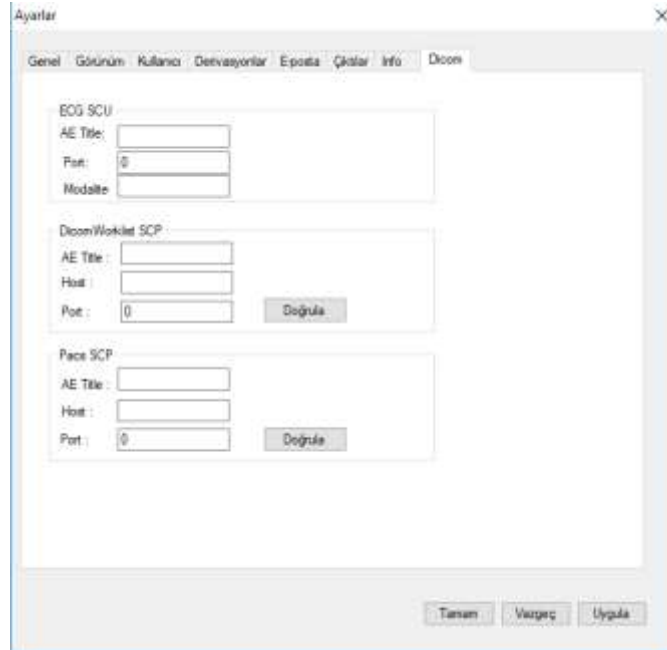 Ayarlar
Genel Görünüm Kullanıcı Derivasyonlar E-posta Çıktılar Info Dicom
ECG SCU
AE Title:
Port: 0
Modalite
DicomWorklist SCP
AE Title :
Host :
Port : 0 Doğrula
Pacs SCP
AE Title :
Host :
Port : 0 Doğrula
Tamam Vazgeç Uygula